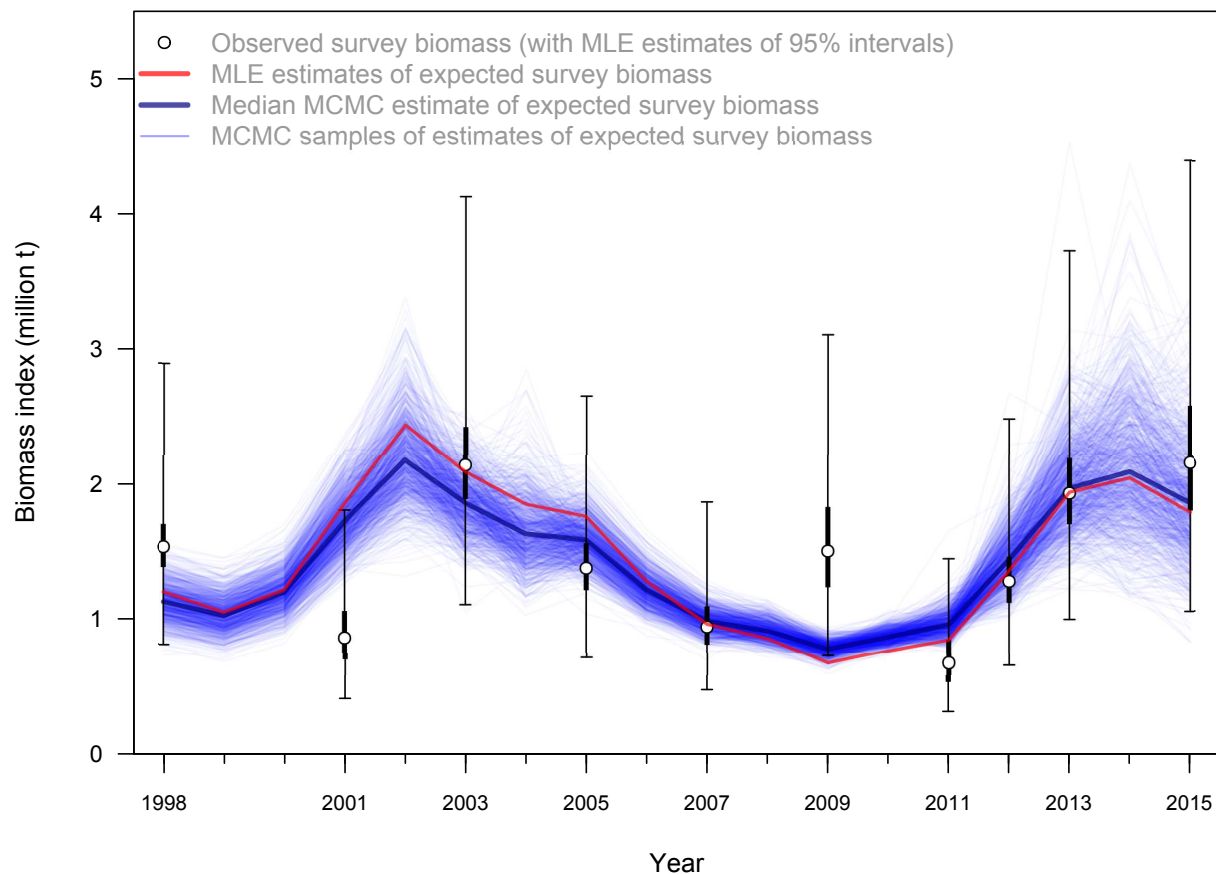 Observed survey biomass (with MLE estimates of 95% intervals)
MLE estimates of expected survey biomass
Median MCMC estimate of expected survey biomass
MCMC samples of estimates of expected survey biomass
5
4
3
2
1
0
Biomass index (million t)
1998 2001 2003 2005 2007 2009 2011 2013 2015
Year